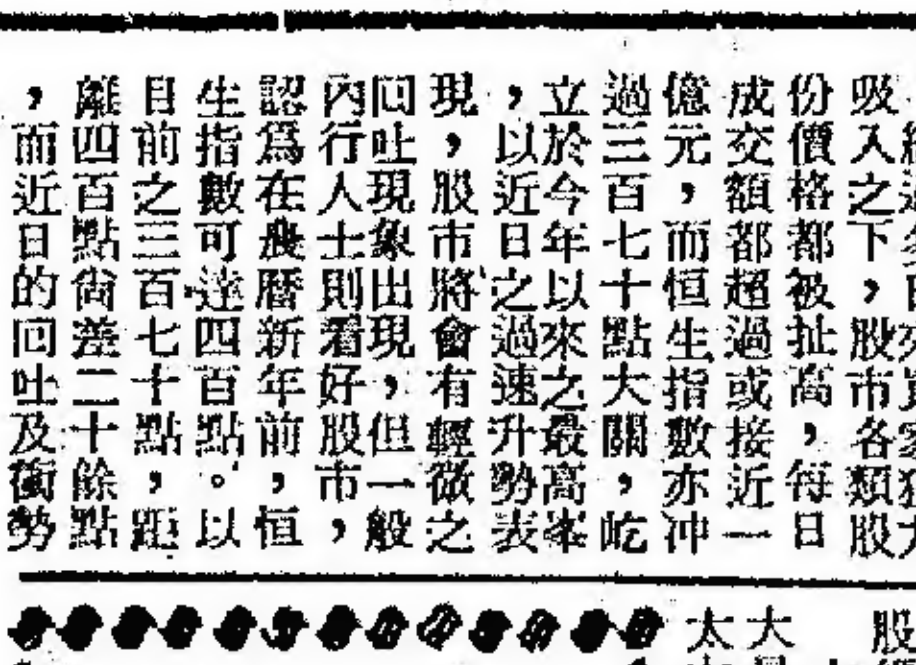 吸入之下，股市各類股
份價格都被扯高，每日
成交額都超過或接近一
億元，而恒生指數亦冲
過三百七十點大關，屹
立於今年以來之最高峯
，以近日之過速升勢表
現，股市將會有輕微之
回吐現象出現，但一般
內行人士則看好股市，
認爲在農曆新年前，恒
生指數可達四百點。以
目前之三百七十點，距
離四百點尙差二十餘點
，而近日的回吐及衝勢
股
大
太